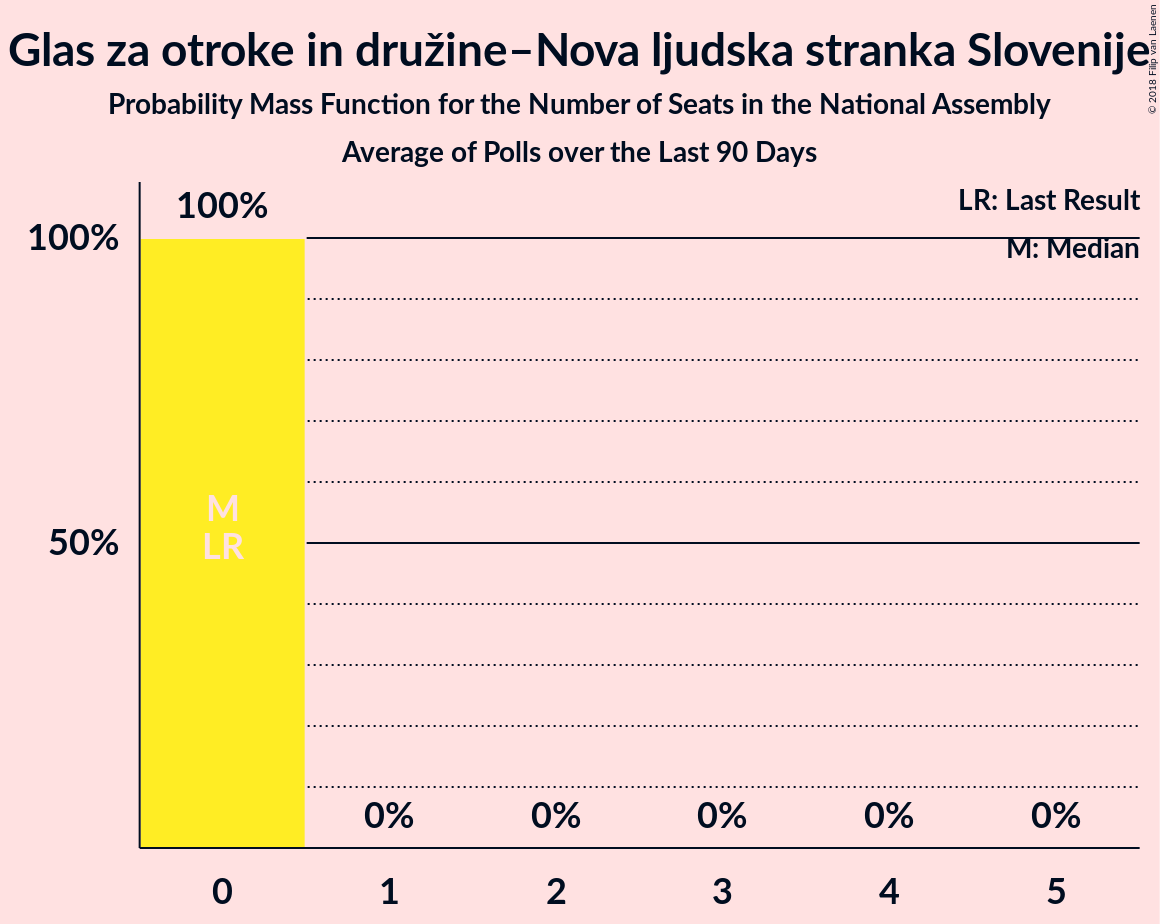 Glas za otroke in družine–Nova ljudska stranka Slovenije
Probability Mass Function for the Number of Seats in the National Assembly
Average of Polls over the Last 90 Days
© 2018 Filip van Laenen
LR: Last Result
M: Median
100%
100%
50%
M
LR
0%
0%
0%
0%
0%
0
1
2
3
4
5